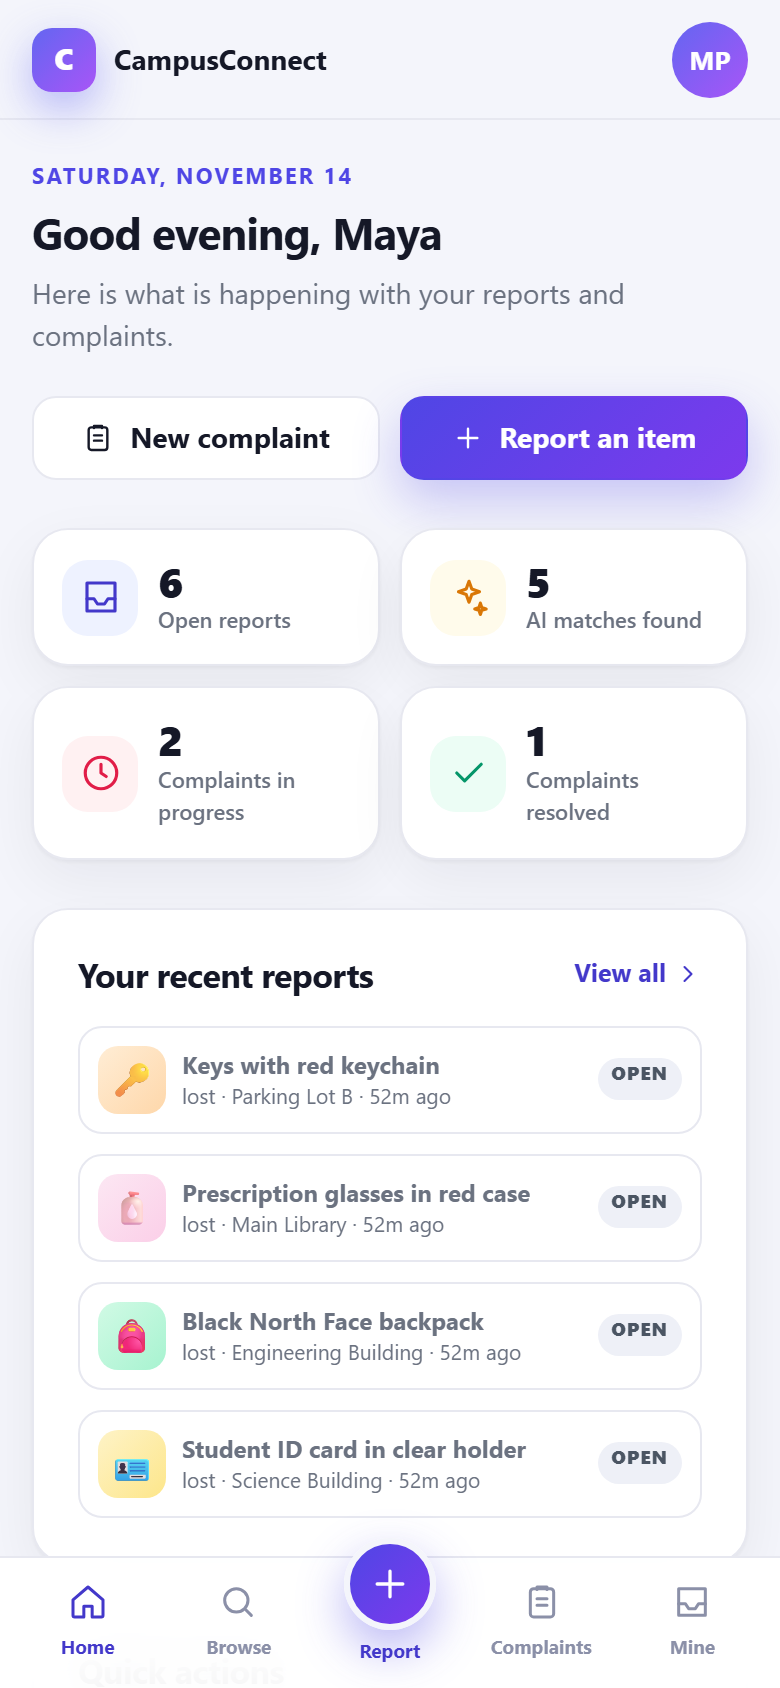 C
CampusConnect
MP
SATURDAY, NOVEMBER 14
Good evening, Maya
Here is what is happening with your reports and
complaints.
New complaint
Report an item
6
Open reports
5
AI matches found
2
Complaints in
progress
1
Complaints
resolved
Your recent reports
View all
Keys with red keychain
lost · Parking Lot B · 52m ago
OPEN
Prescription glasses in red case
lost · Main Library · 52m ago
OPEN
Black North Face backpack
lost · Engineering Building · 52m ago
OPEN
Student ID card in clear holder
lost · Science Building · 52m ago
OPEN
Home
Browse
Report
Complaints
Mine
Quick actions